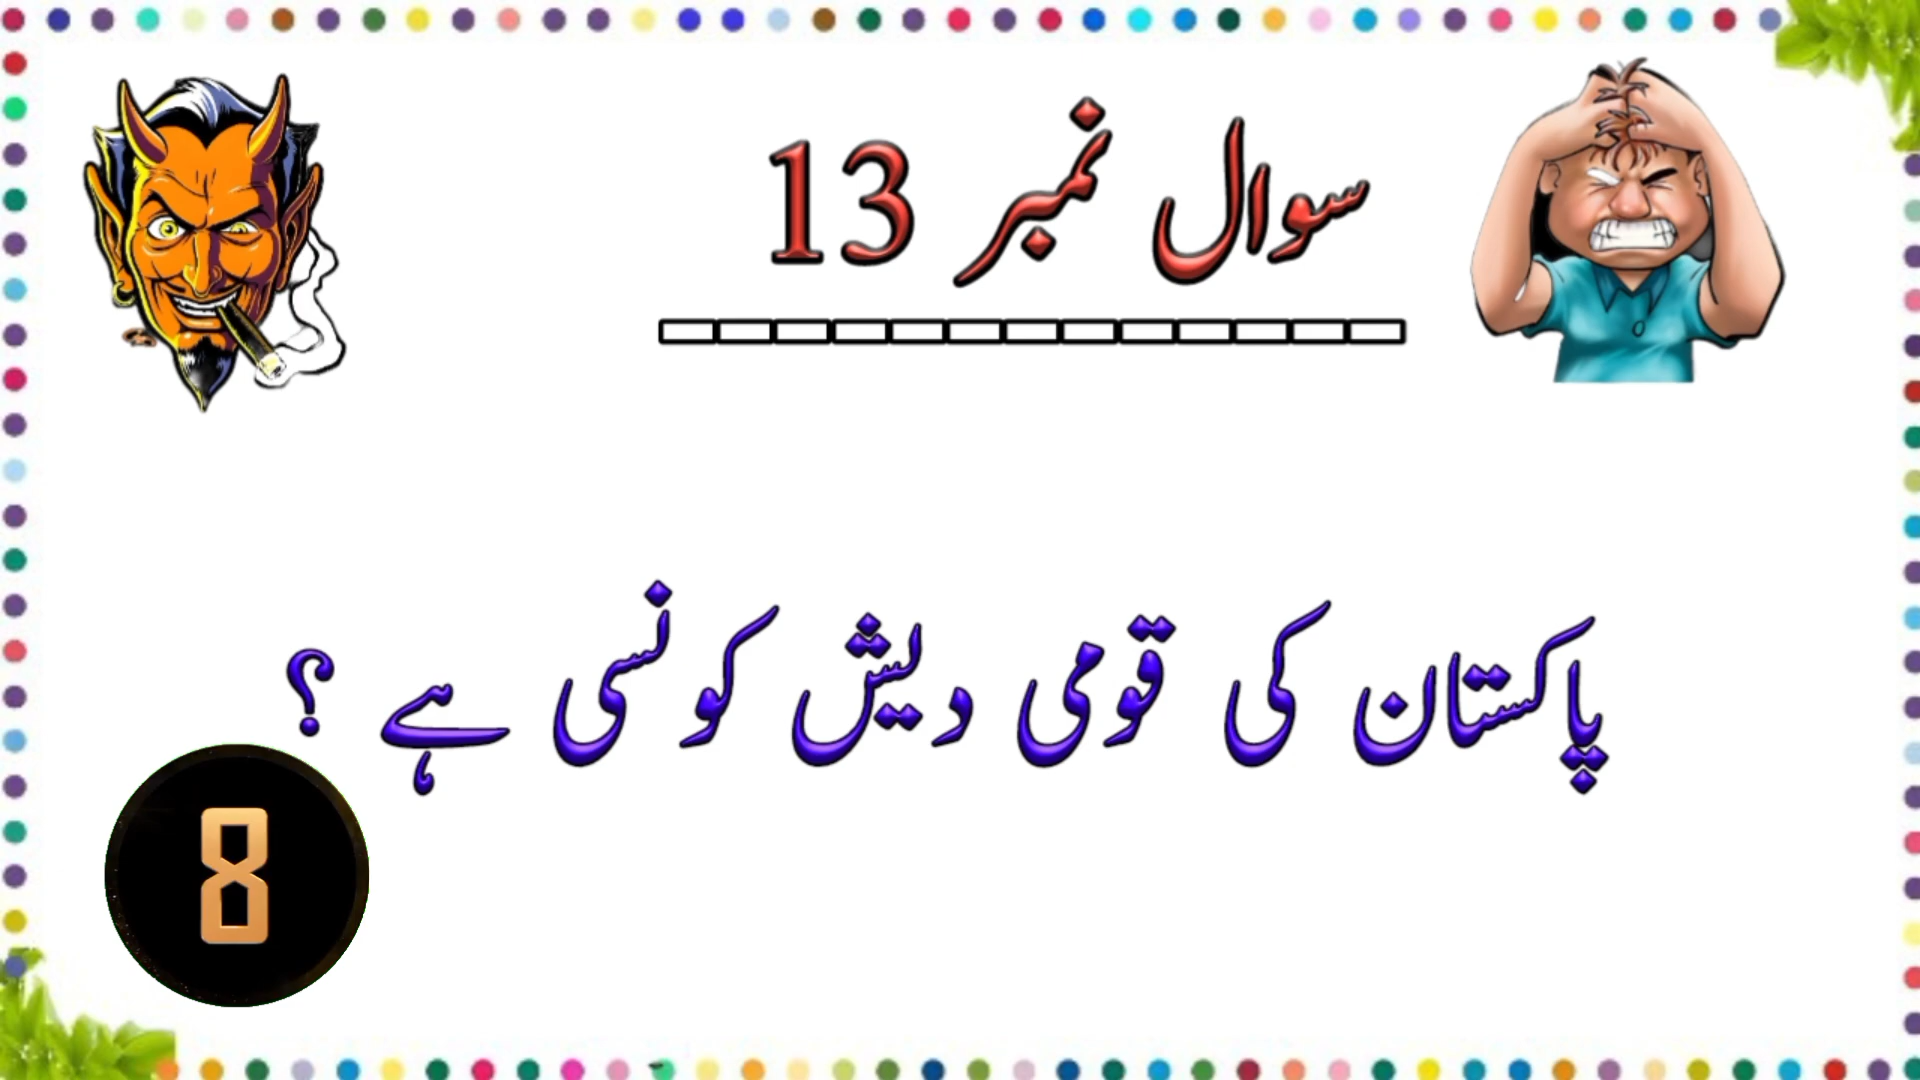 سوال نمبر 13
پاکستان کی قومی دیش کونسی ہے ؟
8